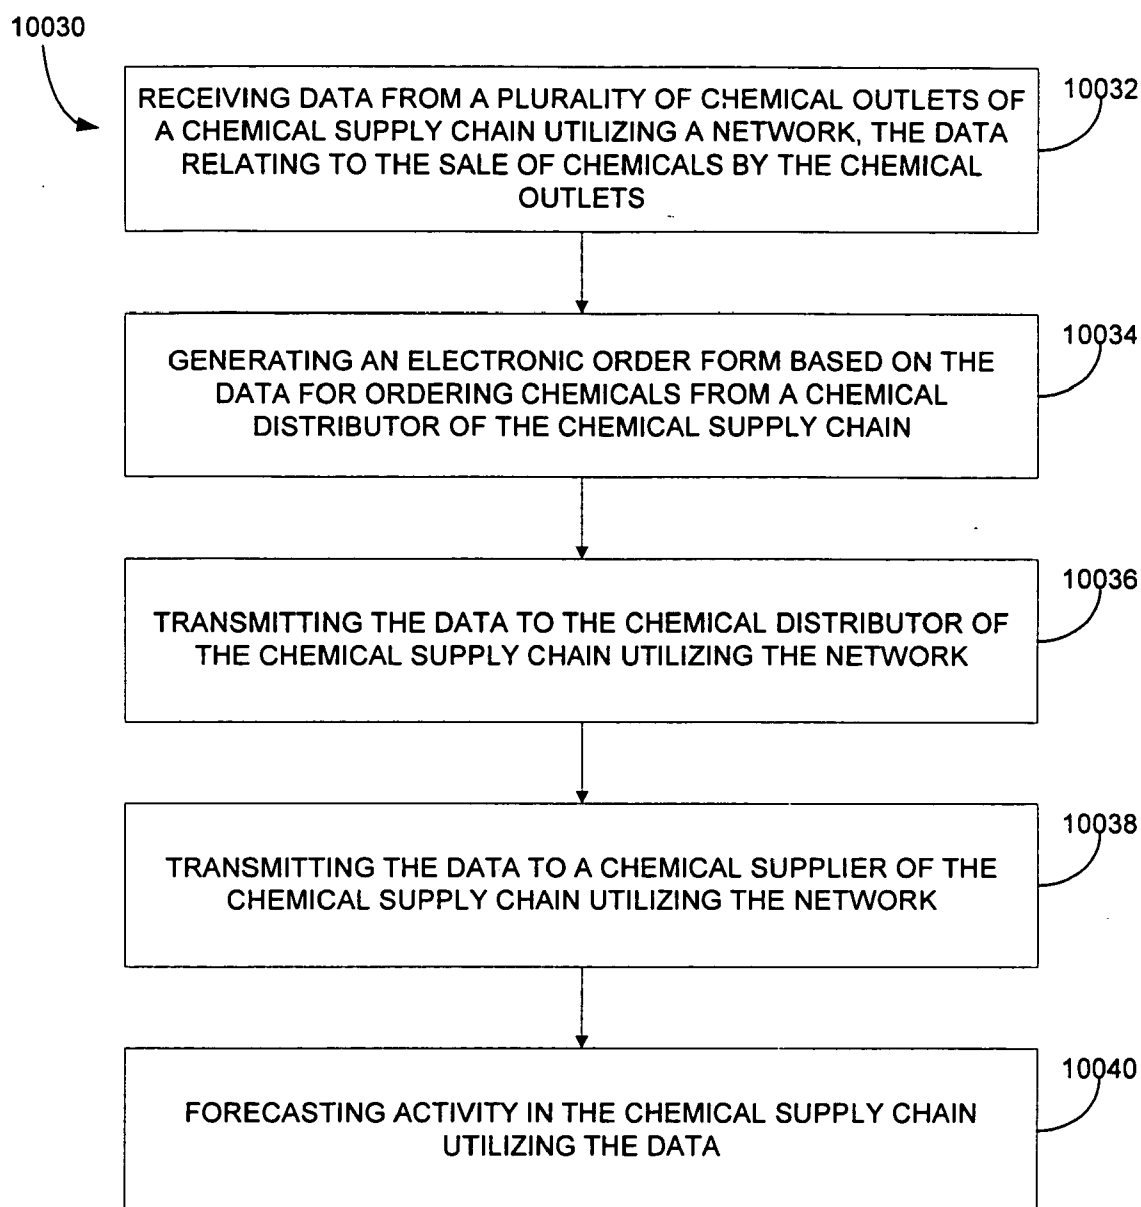 10030
RECEIVING DATA FROM A PLURALITY OF CHEMICAL OUTLETS OF
A CHEMICAL SUPPLY CHAIN UTILIZING A NETWORK, THE DATA
RELATING TO THE SALE OF CHEMICALS BY THE CHEMICAL
OUTLETS
10032
GENERATING AN ELECTRONIC ORDER FORM BASED ON THE
DATA FOR ORDERING CHEMICALS FROM A CHEMICAL
DISTRIBUTOR OF THE CHEMICAL SUPPLY CHAIN
10034
TRANSMITTING THE DATA TO THE CHEMICAL DISTRIBUTOR OF
THE CHEMICAL SUPPLY CHAIN UTILIZING THE NETWORK
10036
TRANSMITTING THE DATA TO A CHEMICAL SUPPLIER OF THE
CHEMICAL SUPPLY CHAIN UTILIZING THE NETWORK
10038
FORECASTING ACTIVITY IN THE CHEMICAL SUPPLY CHAIN
UTILIZING THE DATA
10040